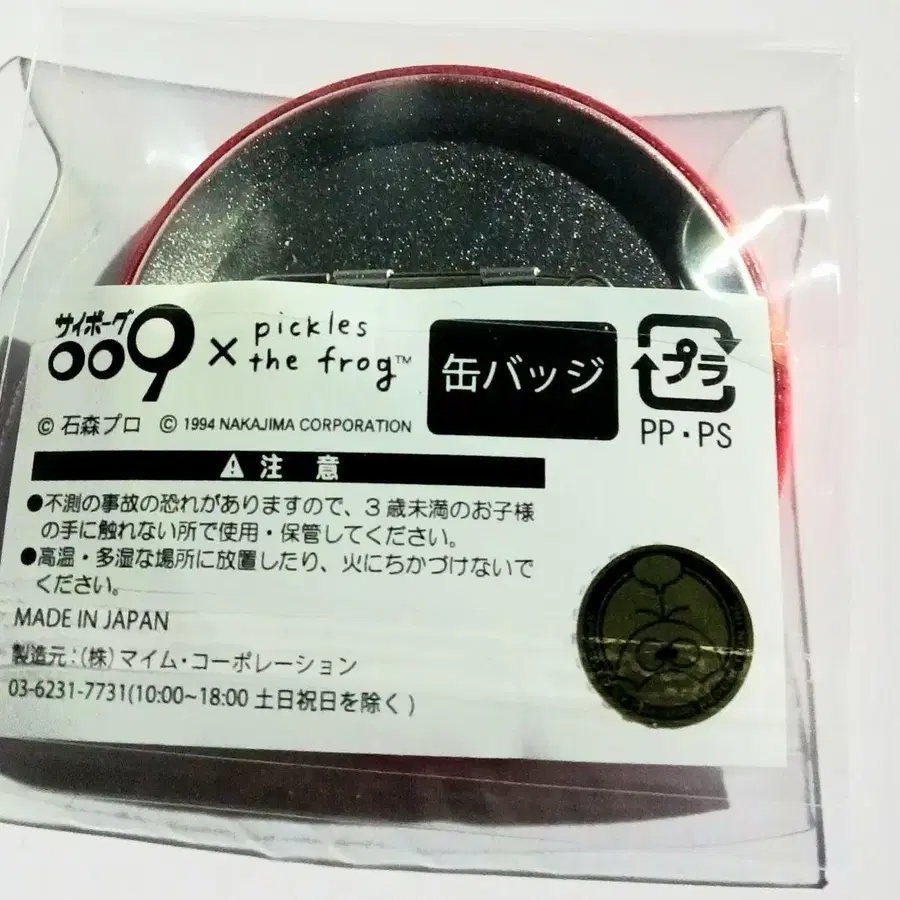 サイボーグ
009 × pickles the frog™
缶バッジ
プラ
PP・PS
© 石森プロ © 1994 NAKAJIMA CORPORATION
注 意
●不測の事故の恐れがありますので、3歳未満のお子様
の手に触れない所で使用・保管してください。
●高温・多湿な場所に放置したり、火にちかづけないで
ください。
MADE IN JAPAN
製造元:(株)マイム・コーポレーション
03-6231-7731(10:00~18:00 土日祝日を除く)